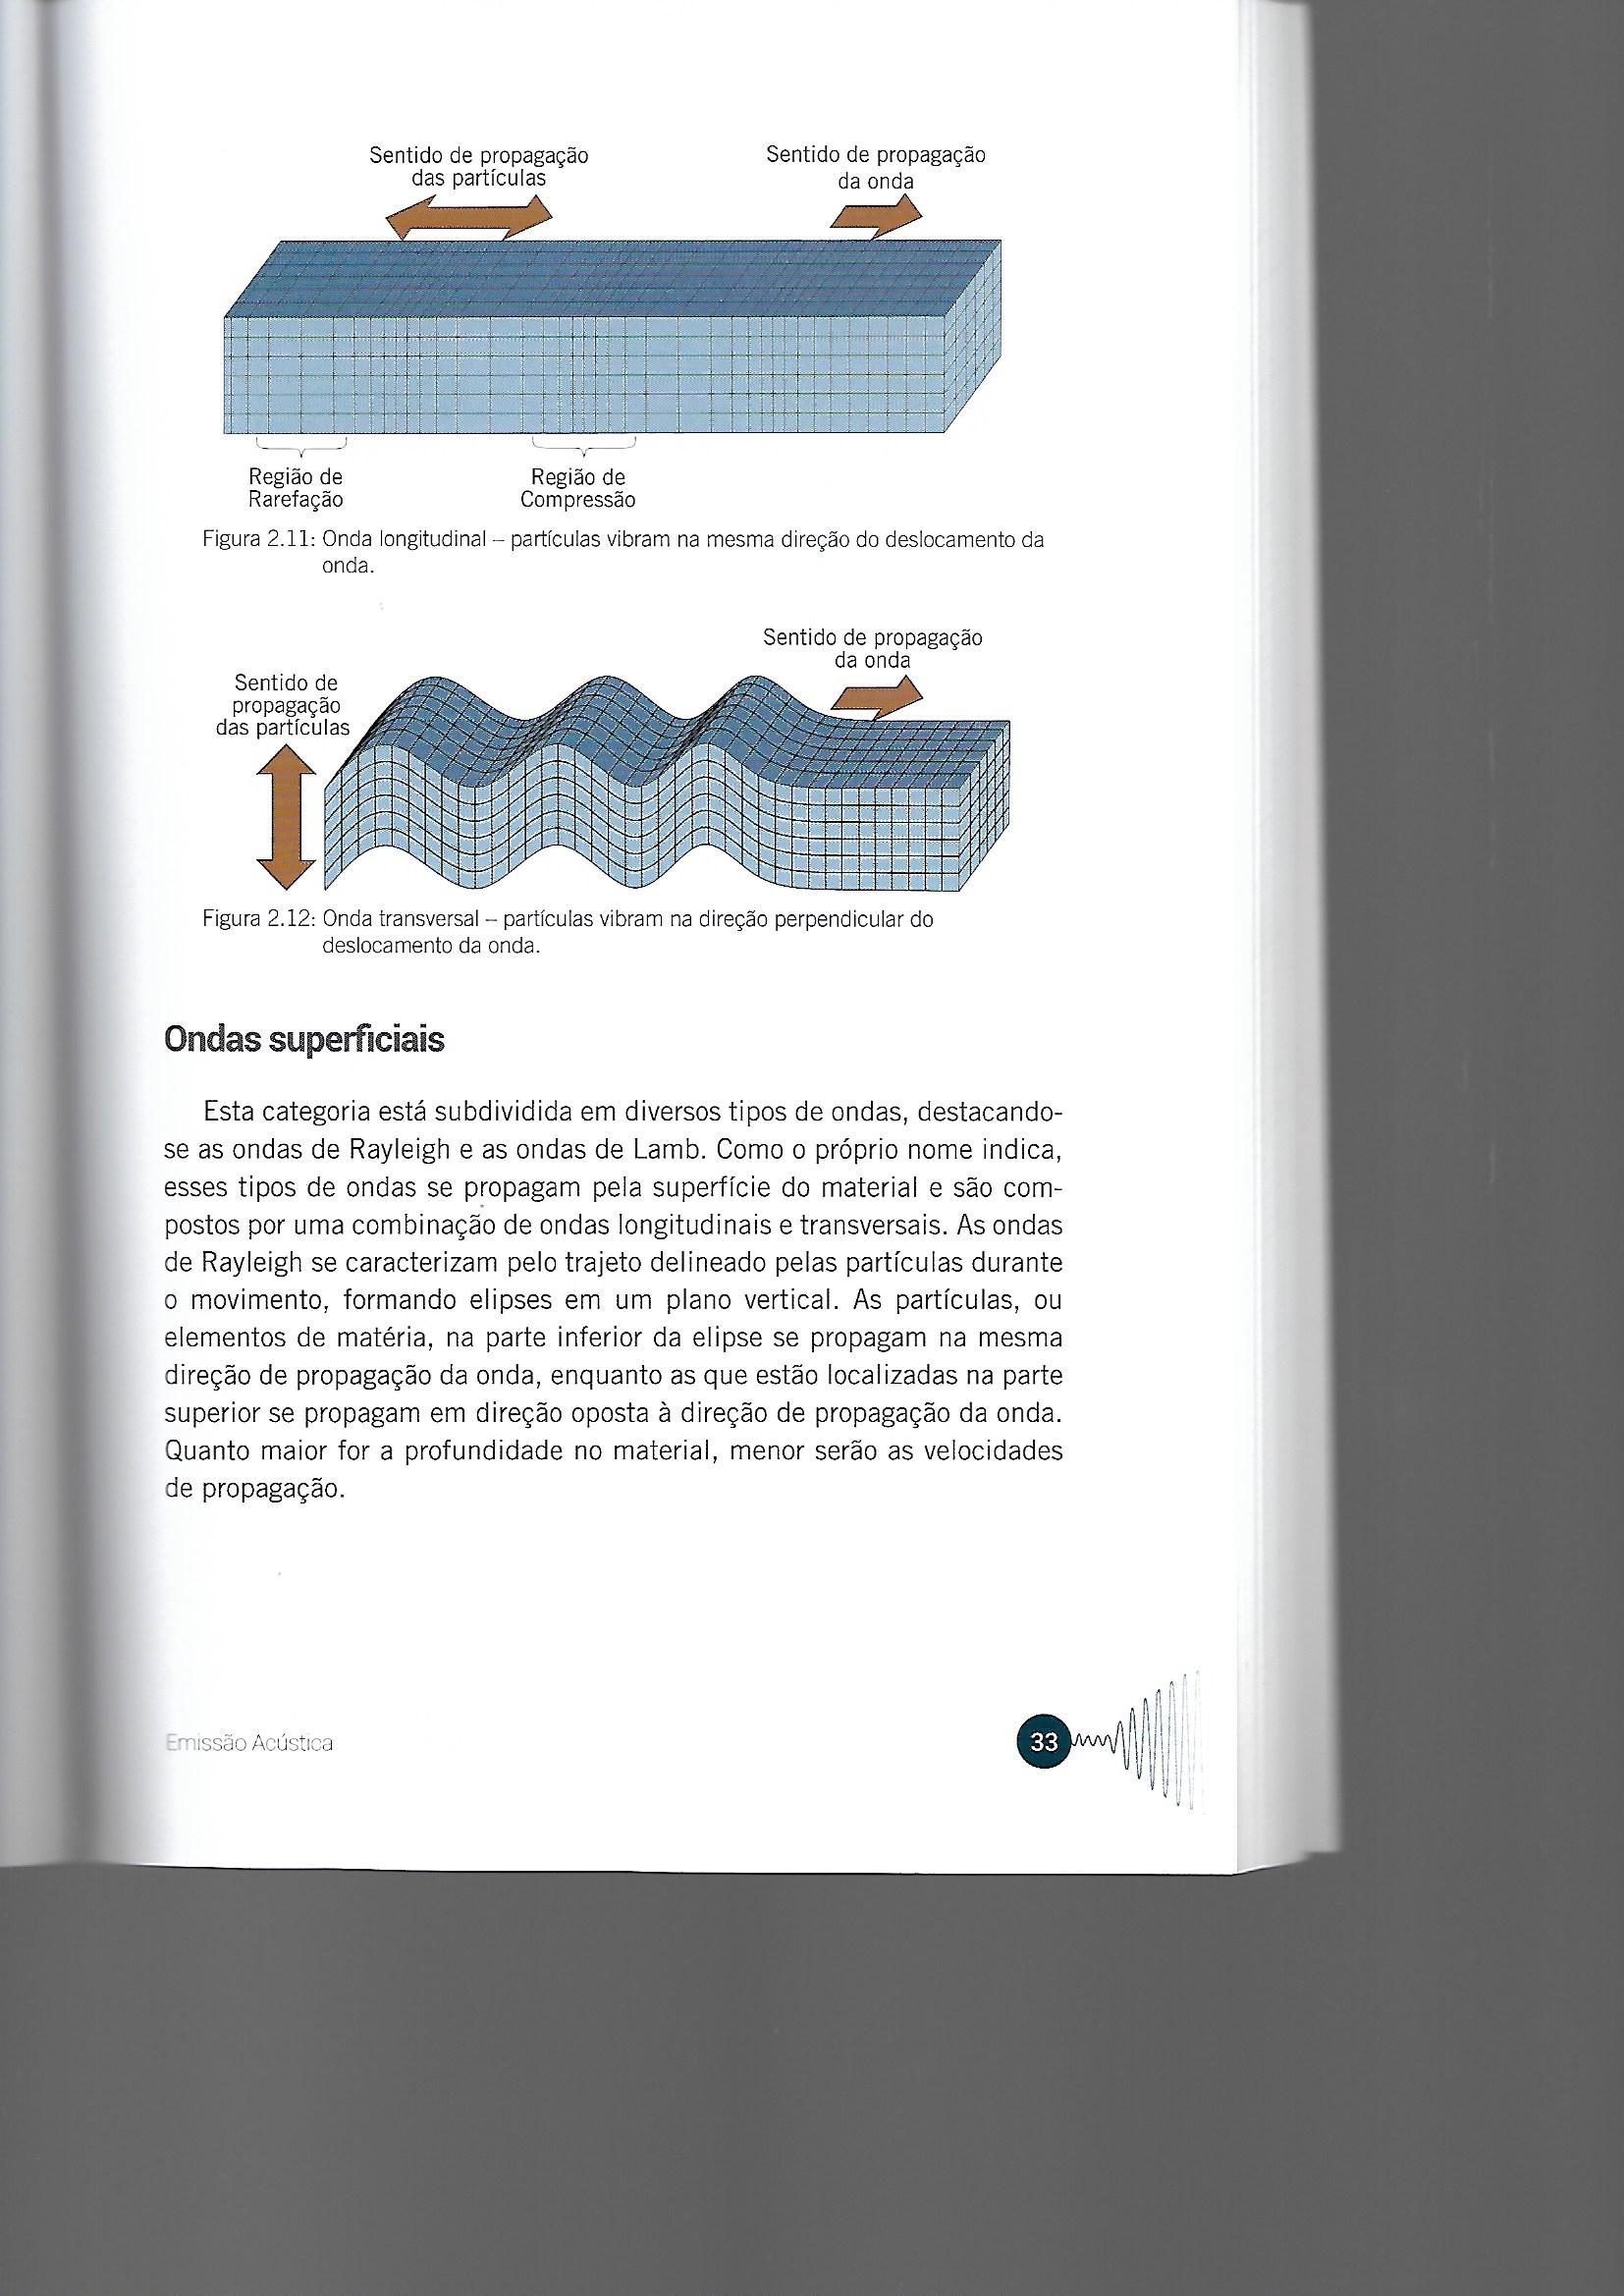 Sentido de propagação
das partículas
Sentido de propagação
da onda
Região de
Rarefação
Região de
Compressão
Figura 2.11: Onda longitudinal – partículas vibram na mesma direção do deslocamento da
onda.
Sentido de propagação
da onda
Sentido de
propagação
das partículas
Figura 2.12: Onda transversal – partículas vibram na direção perpendicular do
deslocamento da onda.
Ondas superficiais
Esta categoria está subdividida em diversos tipos de ondas, destacando-
se as ondas de Rayleigh e as ondas de Lamb. Como o próprio nome indica,
esses tipos de ondas se propagam pela superfície do material e são com-
postos por uma combinação de ondas longitudinais e transversais. As ondas
de Rayleigh se caracterizam pelo trajeto delineado pelas partículas durante
o movimento, formando elipses em um plano vertical. As partículas, ou
elementos de matéria, na parte inferior da elipse se propagam na mesma
direção de propagação da onda, enquanto as que estão localizadas na parte
superior se propagam em direção oposta à direção de propagação da onda.
Quanto maior for a profundidade no material, menor serão as velocidades
de propagação.
Emissão Acústica
33